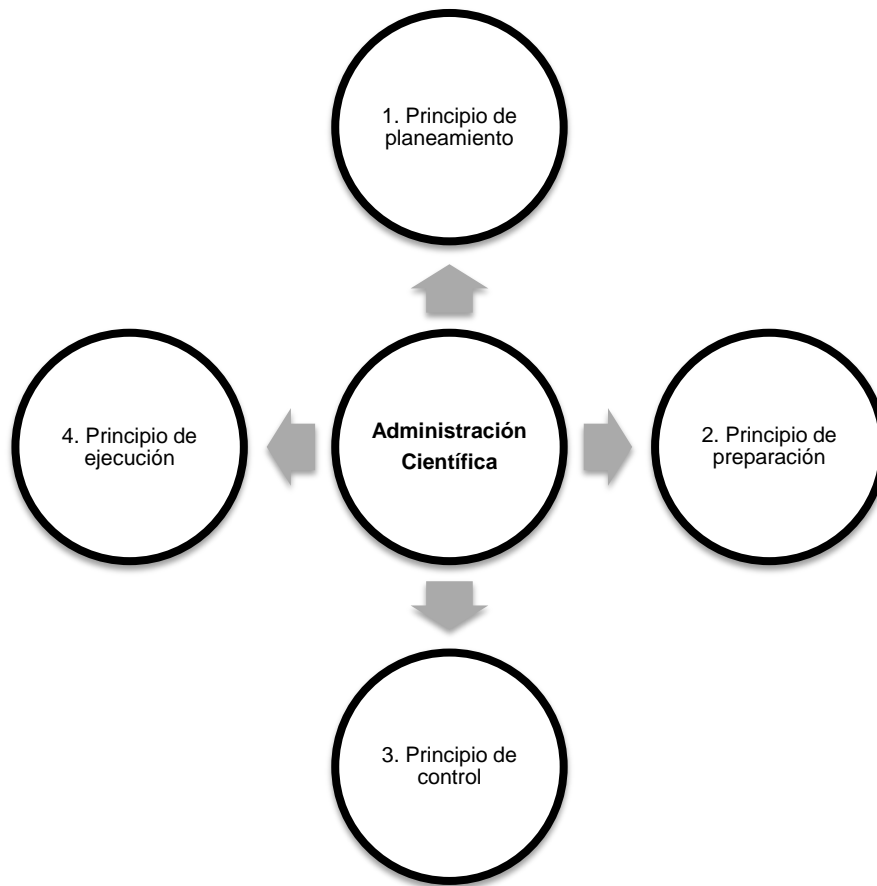 1. Principio de
planeamiento
4. Principio de
ejecución
Administración
Científica
2. Principio de
preparación
3. Principio de
control